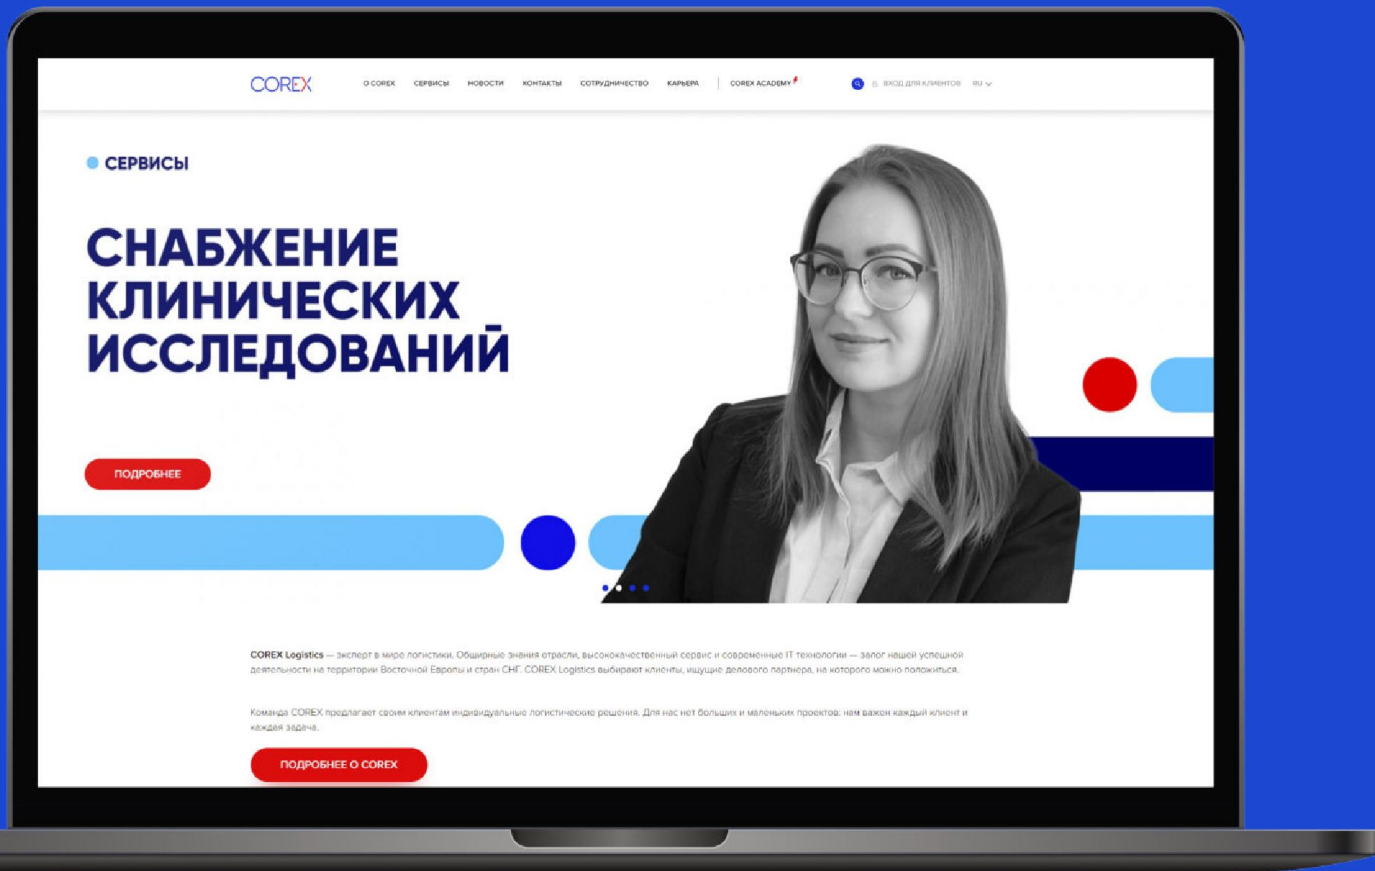 COREX
О COREX СЕРВИСЫ НОВОСТИ КОНТАКТЫ СОТРУДНИЧЕСТВО КАРЬЕРА COREX ACADEMY ВХОД ДЛЯ КЛИЕНТОВ RU
СЕРВИСЫ
СНАБЖЕНИЕ
КЛИНИЧЕСКИХ
ИССЛЕДОВАНИЙ
ПОДРОБНЕЕ
COREX Logistics — эксперт в мире логистики. Обширные знания отрасли, высококачественный сервис и современные IT технологии — залог нашей успешной
деятельности на территории Восточной Европы и стран СНГ. COREX Logistics выбирают клиенты, ищущие делового партнера, на которого можно положиться.
Команда COREX предлагает своим клиентам индивидуальные логистические решения. Для нас нет больших и маленьких проектов: нам важен каждый клиент и
каждая задача.
ПОДРОБНЕЕ О COREX